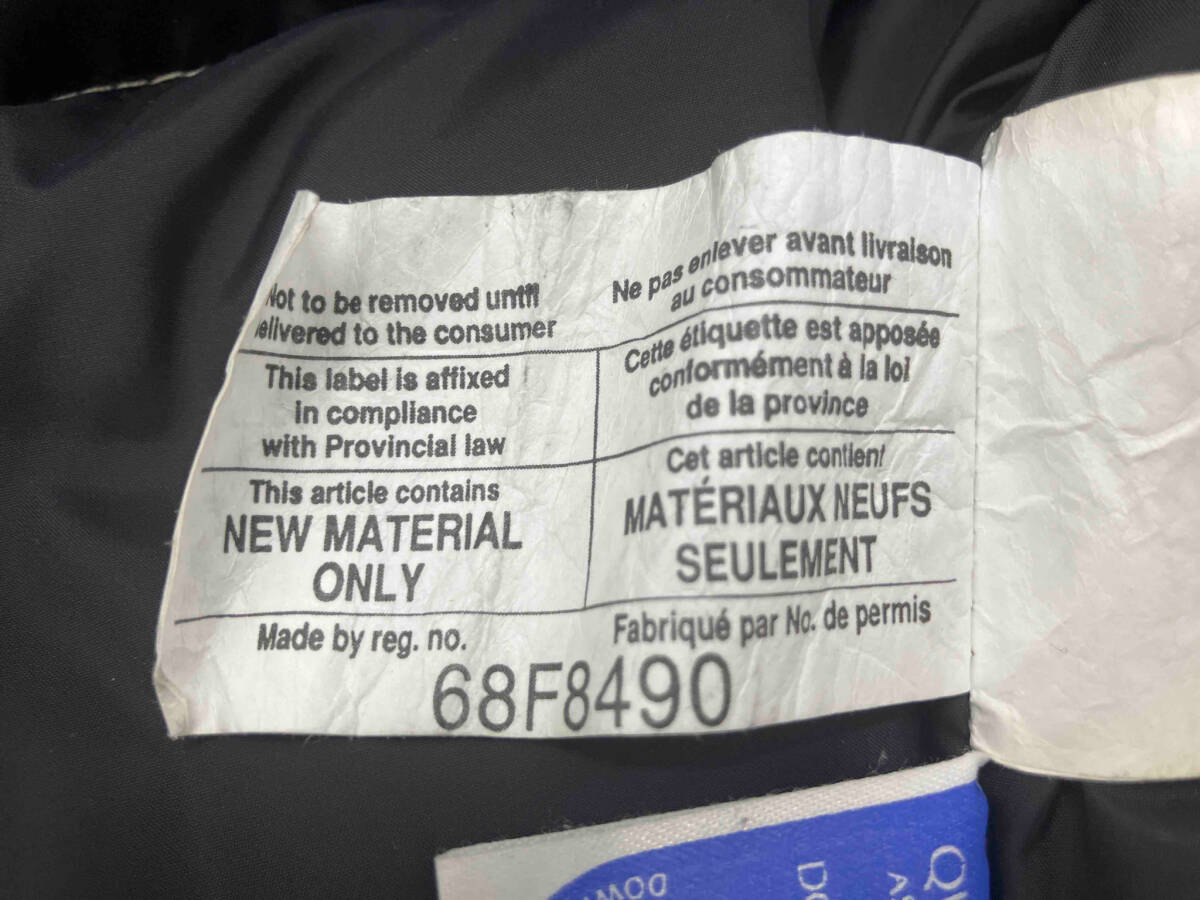 Not to be removed until
delivered to the consumer
Ne pas enlever avant livraison
au consommateur
This label is affixed
in compliance
with Provincial law
Cette étiquette est apposée
conformément à la loi
de la province
This article contains
NEW MATERIAL
ONLY
Cet article contient
MATÉRIAUX NEUFS
SEULEMENT
Made by reg. no.
Fabriqué par No. de permis
68F8490
DOWN